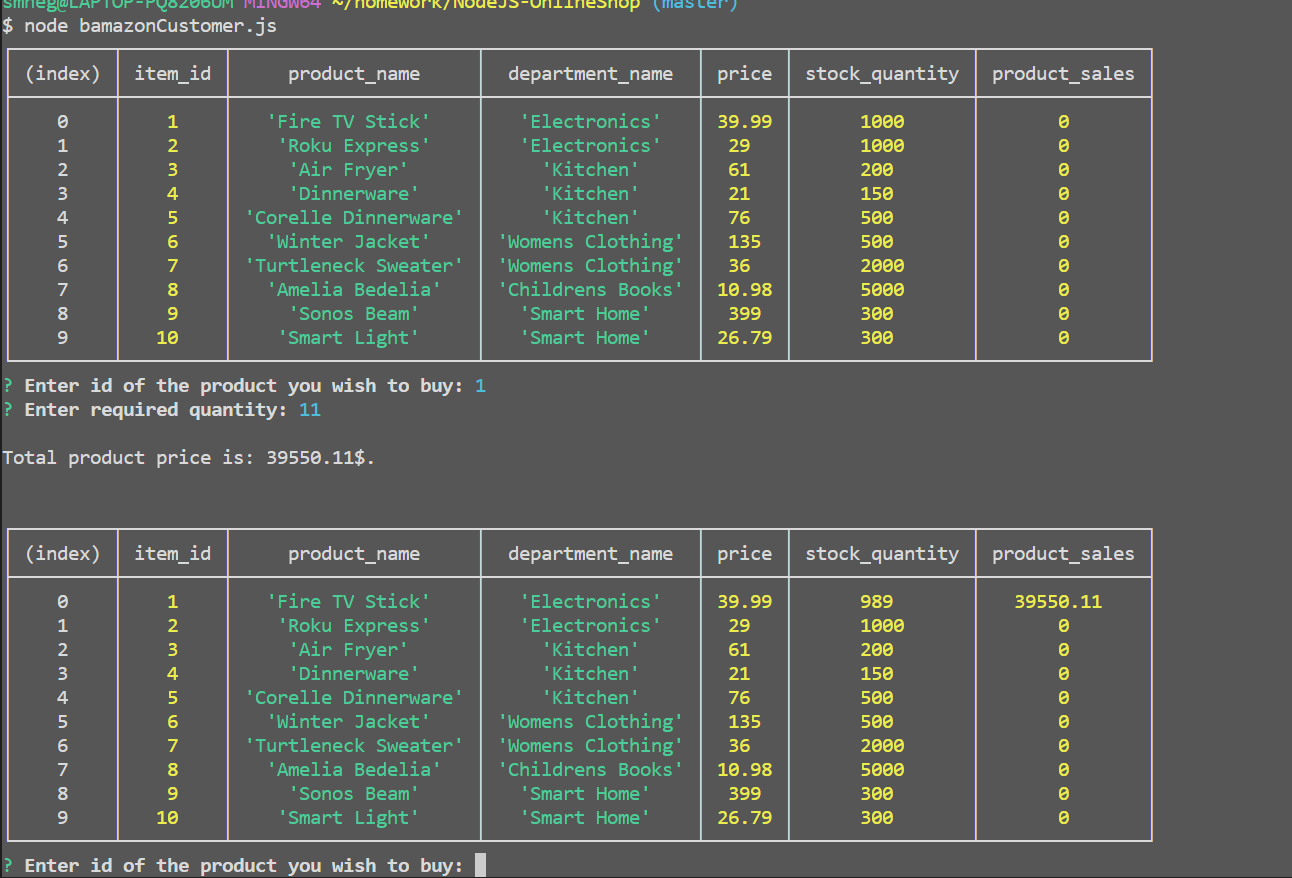 smneg@LAPTOP-PQ8206UM MINGW64 ~/homework/NodeJS-OnlineShop (master)
$ node bamazonCustomer.js
(index) item_id product_name department_name price stock_quantity product_sales
0 1 'Fire TV Stick' 'Electronics' 39.99 1000 0
1 2 'Roku Express' 'Electronics' 29 1000 0
2 3 'Air Fryer' 'Kitchen' 61 200 0
3 4 'Dinnerware' 'Kitchen' 21 150 0
4 5 'Corelle Dinnerware' 'Kitchen' 76 500 0
5 6 'Winter Jacket' 'Womens Clothing' 135 500 0
6 7 'Turtleneck Sweater' 'Womens Clothing' 36 2000 0
7 8 'Amelia Bedelia' 'Childrens Books' 10.98 5000 0
8 9 'Sonos Beam' 'Smart Home' 399 300 0
9 10 'Smart Light' 'Smart Home' 26.79 300 0
? Enter id of the product you wish to buy: 1
? Enter required quantity: 11
Total product price is: 39550.11$.
(index) item_id product_name department_name price stock_quantity product_sales
0 1 'Fire TV Stick' 'Electronics' 39.99 989 39550.11
1 2 'Roku Express' 'Electronics' 29 1000 0
2 3 'Air Fryer' 'Kitchen' 61 200 0
3 4 'Dinnerware' 'Kitchen' 21 150 0
4 5 'Corelle Dinnerware' 'Kitchen' 76 500 0
5 6 'Winter Jacket' 'Womens Clothing' 135 500 0
6 7 'Turtleneck Sweater' 'Womens Clothing' 36 2000 0
7 8 'Amelia Bedelia' 'Childrens Books' 10.98 5000 0
8 9 'Sonos Beam' 'Smart Home' 399 300 0
9 10 'Smart Light' 'Smart Home' 26.79 300 0
? Enter id of the product you wish to buy: